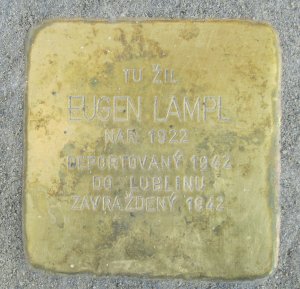 TU ŽIL
EUGEN LAMPL
NAR. 1922
DEPORTOVANÝ 1942
DO LUBLINU
ZAVRAŽDENÝ 1942